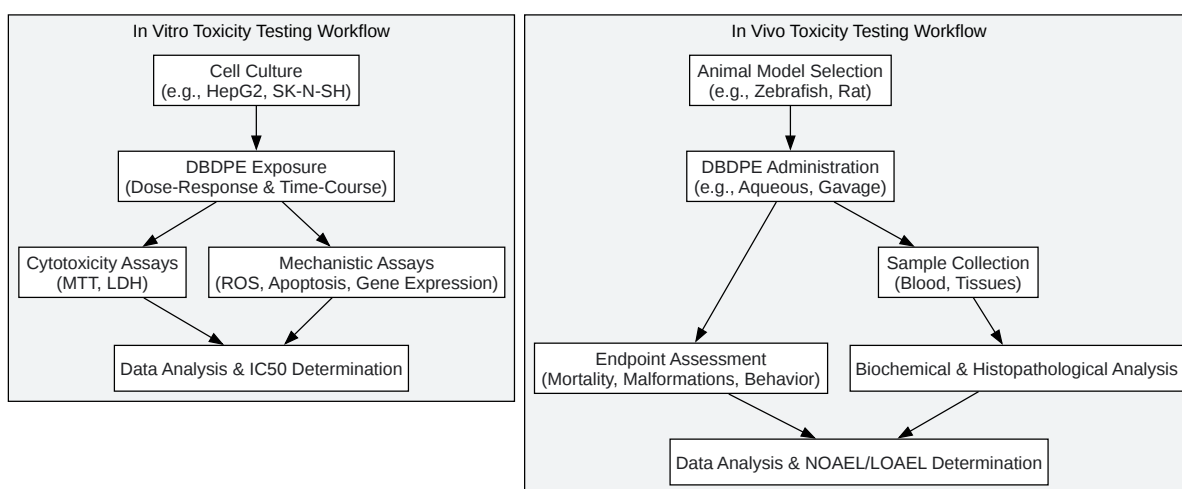 In Vitro Toxicity Testing Workflow
Cell Culture
(e.g., HepG2, SK-N-SH)
DBDPE Exposure
(Dose-Response & Time-Course)
Cytotoxicity Assays
(MTT, LDH)
Mechanistic Assays
(ROS, Apoptosis, Gene Expression)
Data Analysis & IC50 Determination
In Vivo Toxicity Testing Workflow
Animal Model Selection
(e.g., Zebrafish, Rat)
DBDPE Administration
(e.g., Aqueous, Gavage)
Sample Collection
(Blood, Tissues)
Endpoint Assessment
(Mortality, Malformations, Behavior)
Biochemical & Histopathological Analysis
Data Analysis & NOAEL/LOAEL Determination